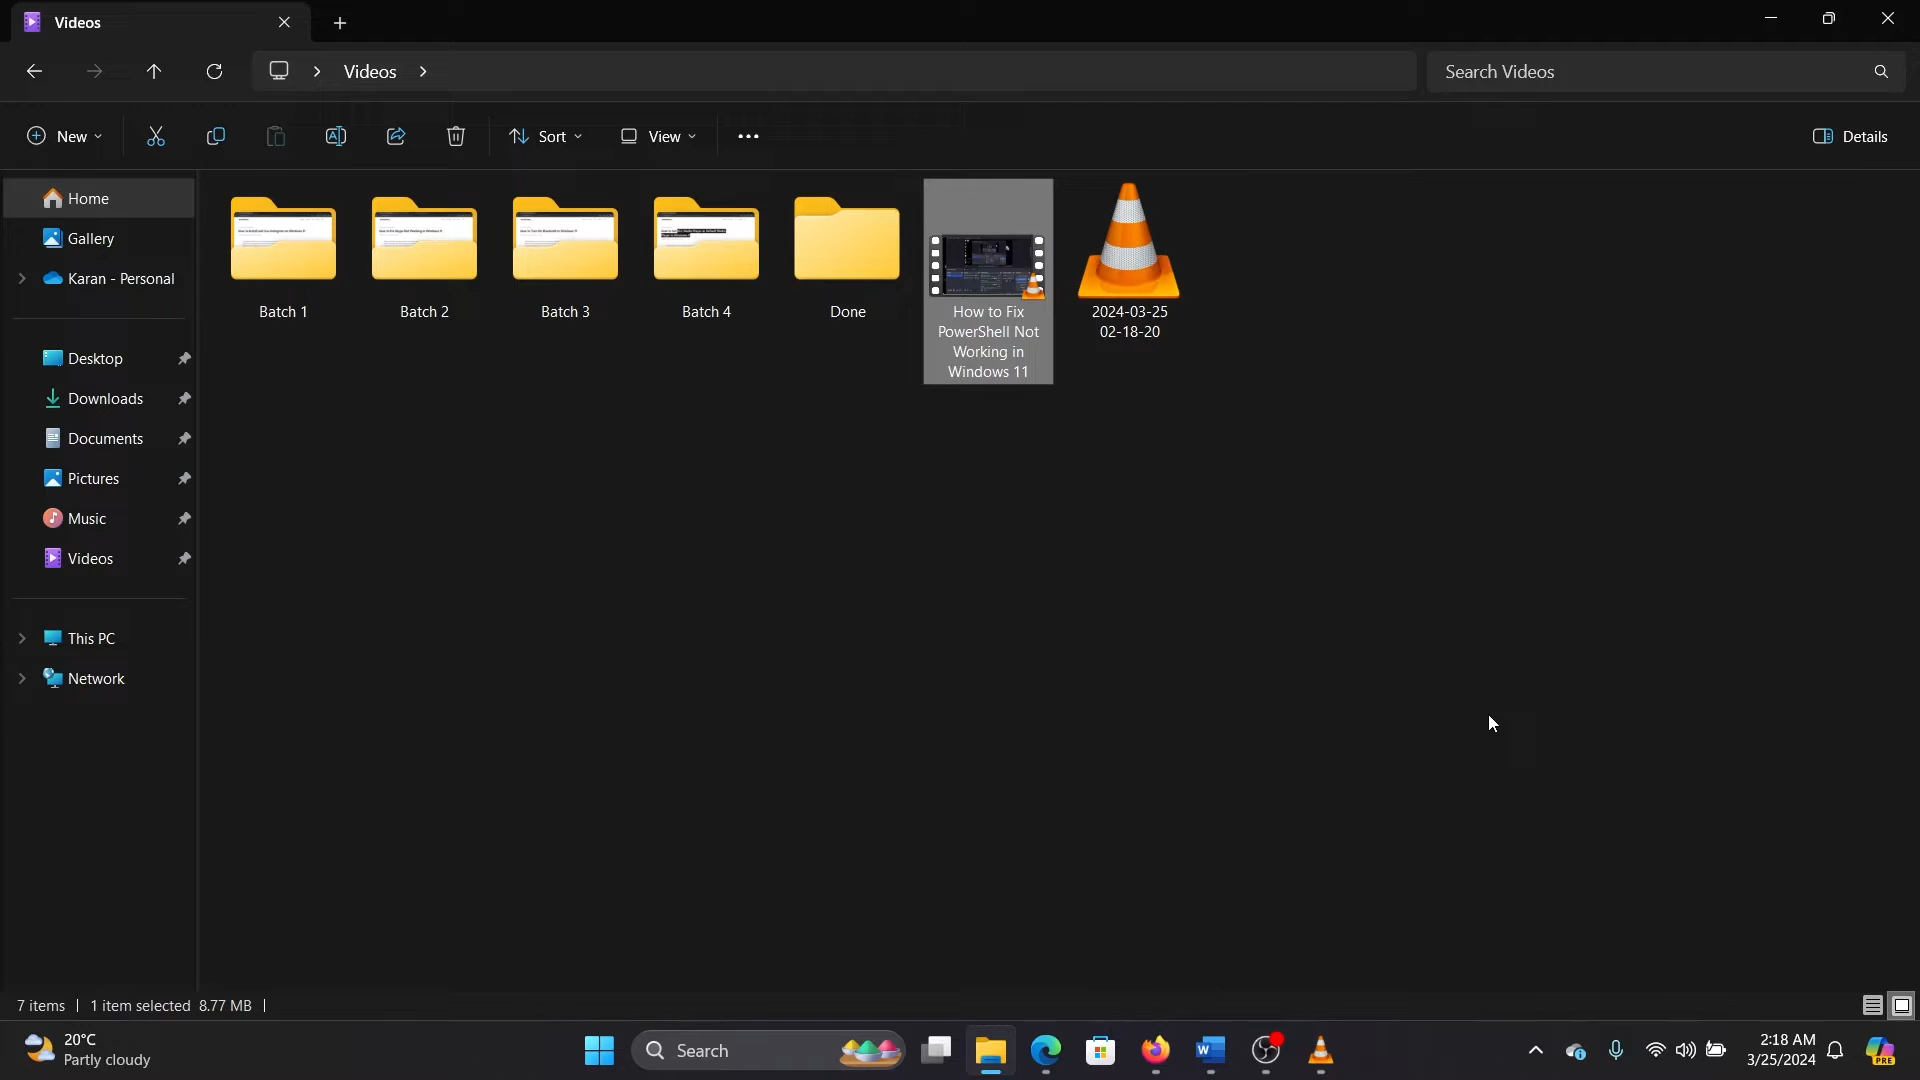 Videos
Videos
Search Videos
New
Sort
View
Details
Home
Gallery
Karan - Personal
Desktop
Downloads
Documents
Pictures
Music
Videos
This PC
Network
Batch 1
Batch 2
Batch 3
Batch 4
Done
How to Fix
PowerShell Not
Working in
Windows 11
2024-03-25
02-18-20
7 items
1 item selected 8.77 MB
20°C
Partly cloudy
Search
W
2:18 AM
3/25/2024
PRE